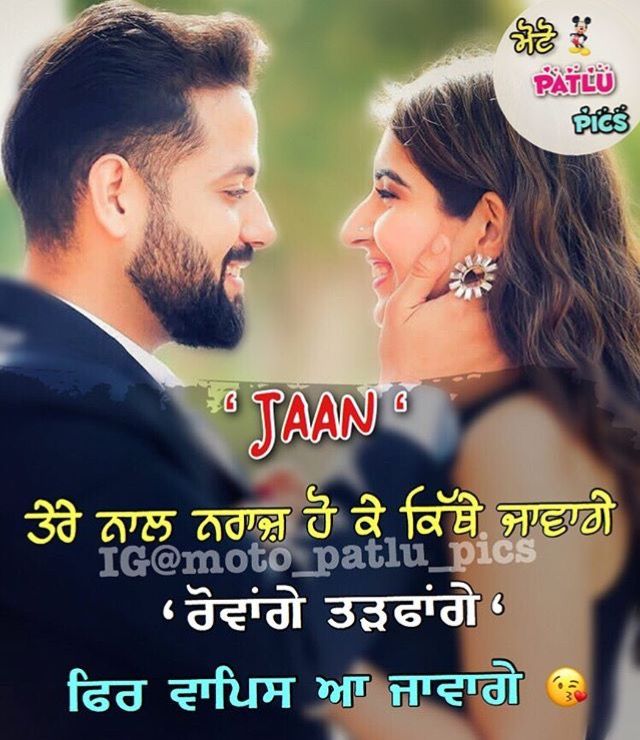 ਮੋਟੋ
PATLU
PICS
‘ JAAN ‘
ਤੇਰੇ ਨਾਲ ਨਰਾਜ਼ ਹੋ ਕੇ ਕਿੱਥੇ ਜਾਵਾਗੇ
IG@moto_patlu_pics
‘ ਰੋਵਾਂਗੇ ਤੜਫਾਂਗੇ ‘
ਫਿਰ ਵਾਪਿਸ ਆ ਜਾਵਾਗੇ 😘